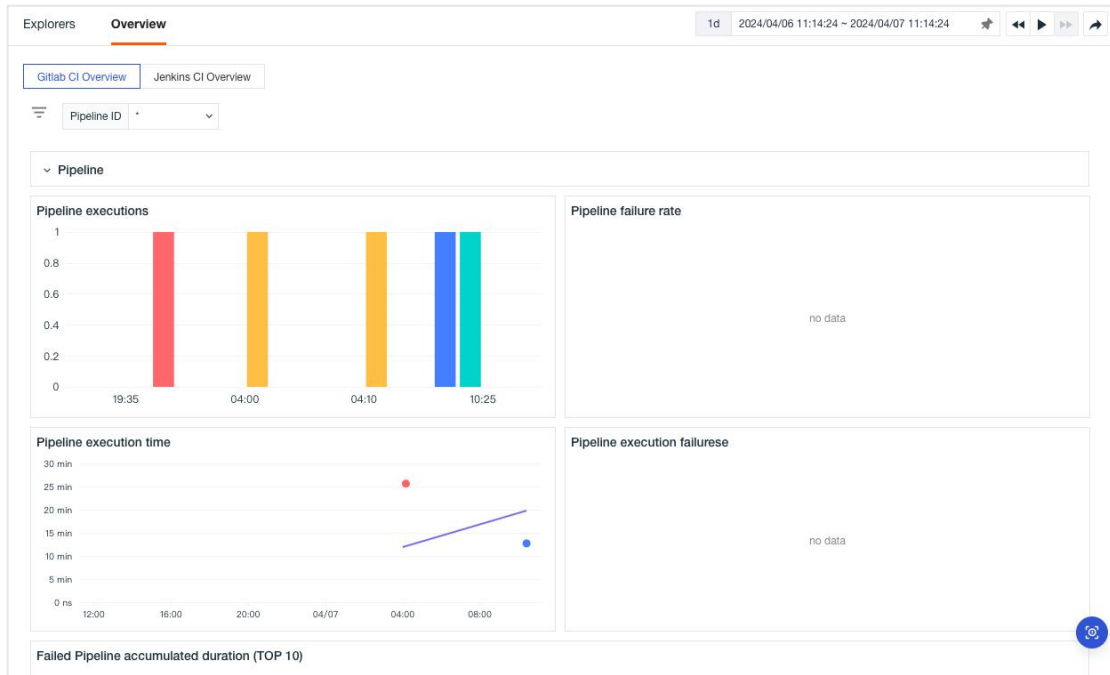 Explorers Overview 1d 2024/04/06 11:14:24 ~ 2024/04/07 11:14:24
Gitlab CI Overview Jenkins CI Overview
Pipeline ID *
Pipeline
Pipeline executions
1
0.8
0.6
0.4
0.2
0
19:35 04:00 04:10 10:25
Pipeline failure rate
no data
Pipeline execution time
30 min
25 min
20 min
15 min
10 min
5 min
0 ns
12:00 16:00 20:00 04/07 04:00 08:00
Pipeline execution failurese
no data
Failed Pipeline accumulated duration (TOP 10)